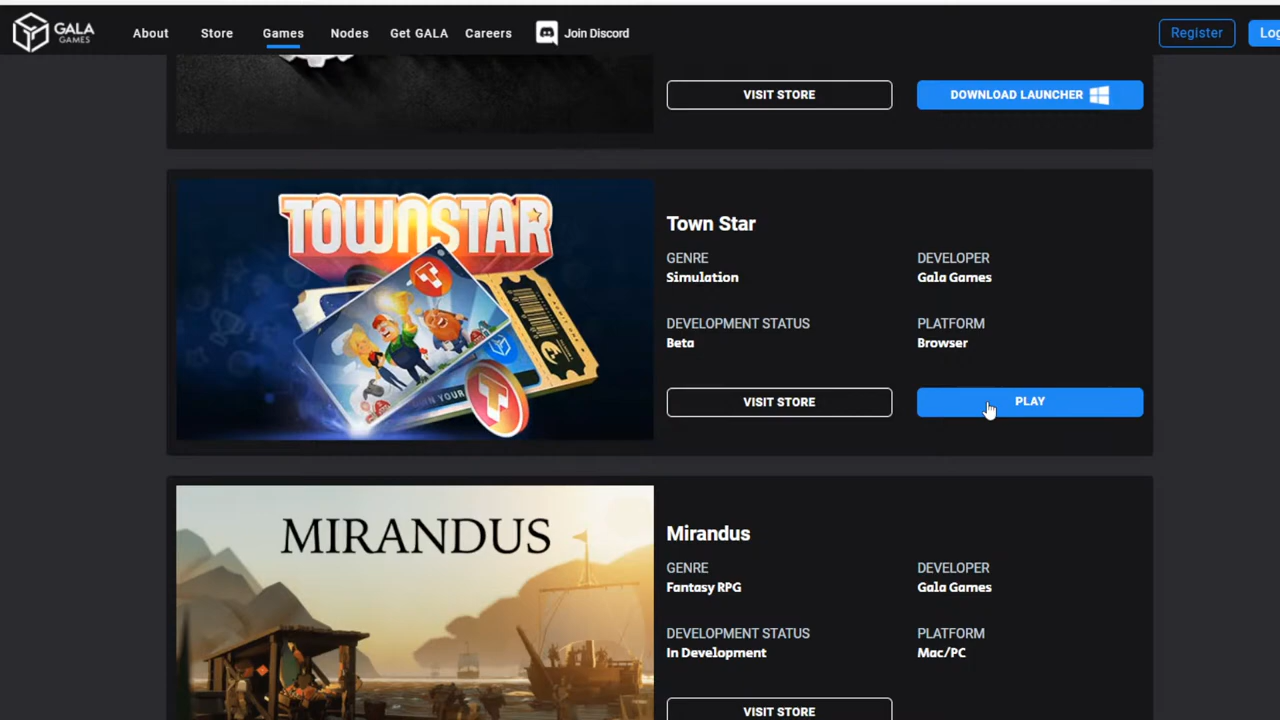 GALA
GAMES
About
Store
Games
Nodes
Get GALA
Careers
Join Discord
Register
Log
VISIT STORE
DOWNLOAD LAUNCHER
TOWNSTAR
Town Star
GENRE
Simulation
DEVELOPER
Gala Games
DEVELOPMENT STATUS
Beta
PLATFORM
Browser
VISIT STORE
PLAY
MIRANDUS
Mirandus
GENRE
Fantasy RPG
DEVELOPER
Gala Games
DEVELOPMENT STATUS
In Development
PLATFORM
Mac/PC
VISIT STORE